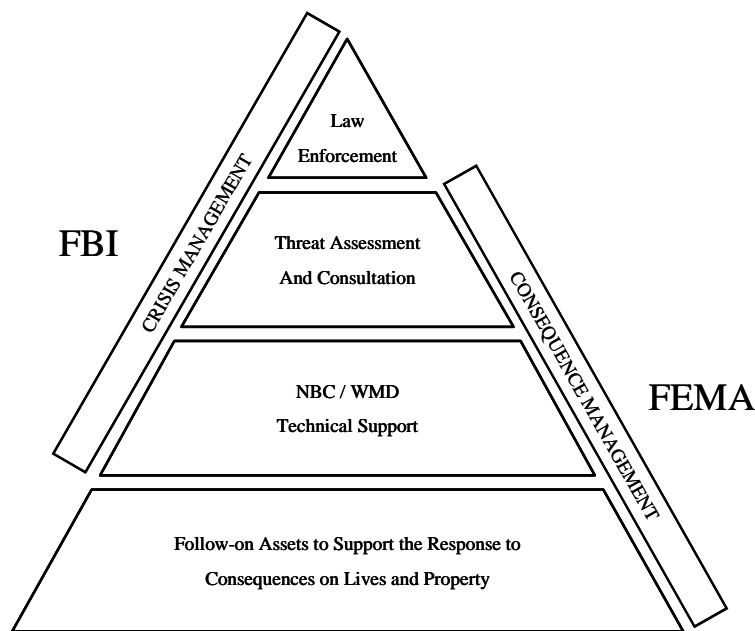 Law
Enforcement
FBI
CRISIS MANAGEMENT
Threat Assessment
And Consultation
CONSEQUENCE MANAGEMENT
FEMA
NBC / WMD
Technical Support
Follow-on Assets to Support the Response to
Consequences on Lives and Property